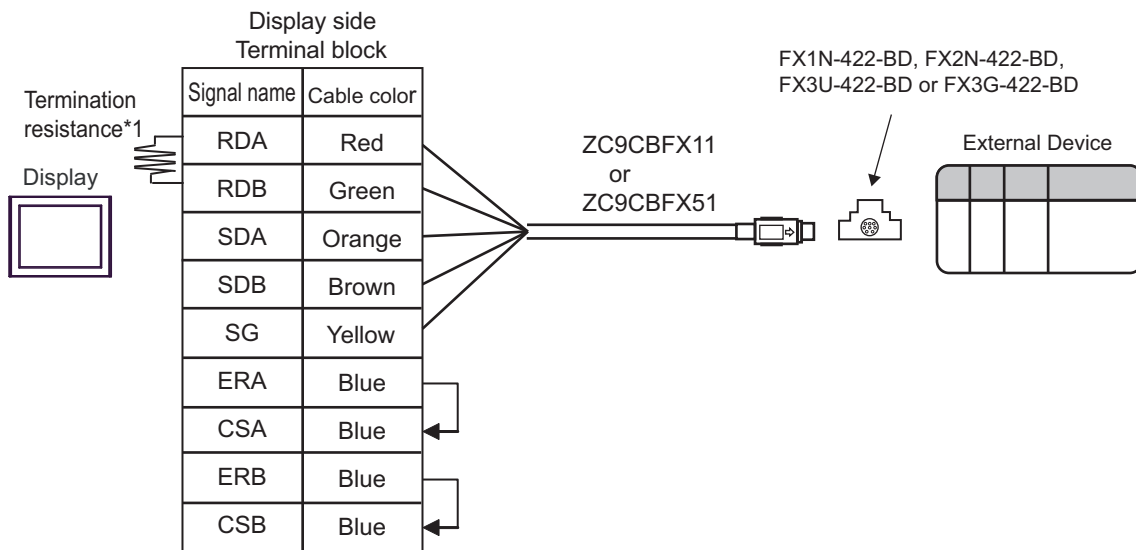 Display side
Terminal block
Signal name Cable color
RDA Red
RDB Green
SDA Orange
SDB Brown
SG Yellow
ERA Blue
CSA Blue
ERB Blue
CSB Blue
Termination
resistance*1
Display
ZC9CBFX11
or
ZC9CBFX51
FX1N-422-BD, FX2N-422-BD,
FX3U-422-BD or FX3G-422-BD
External Device